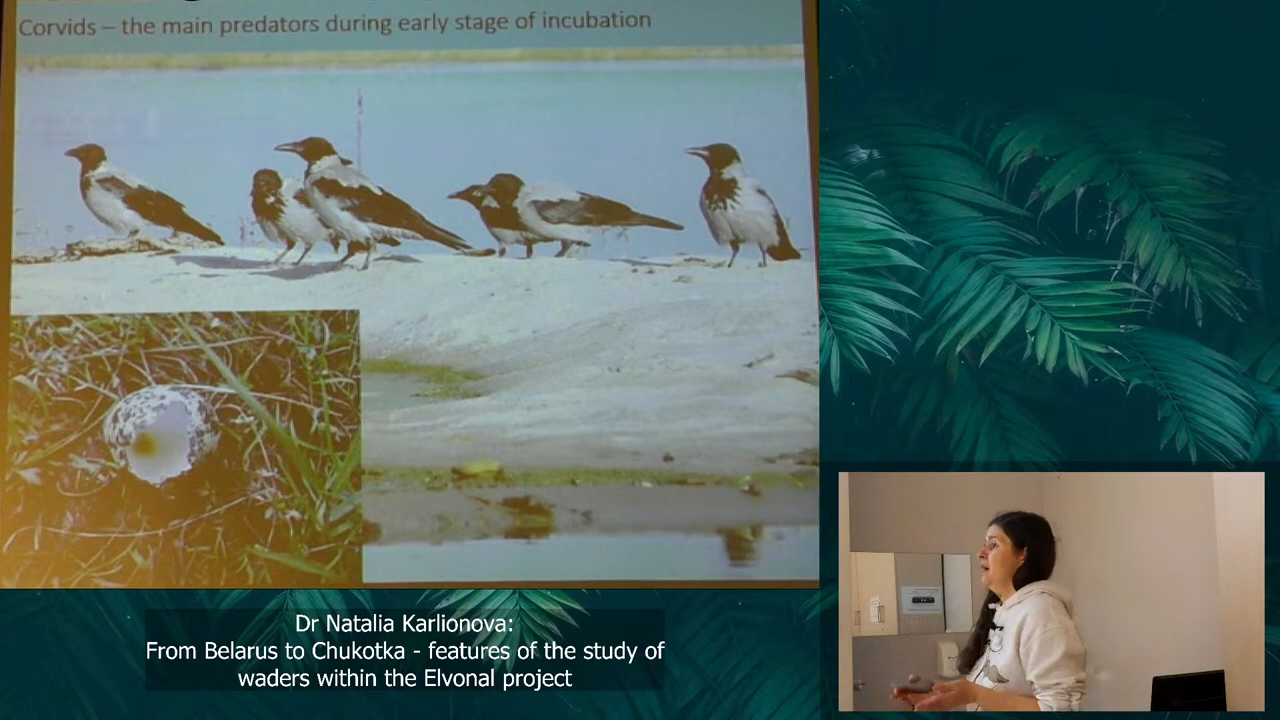 Corvids – the main predators during early stage of incubation
Dr Natalia Karlionova:
From Belarus to Chukotka - features of the study of
waders within the Elvonal project